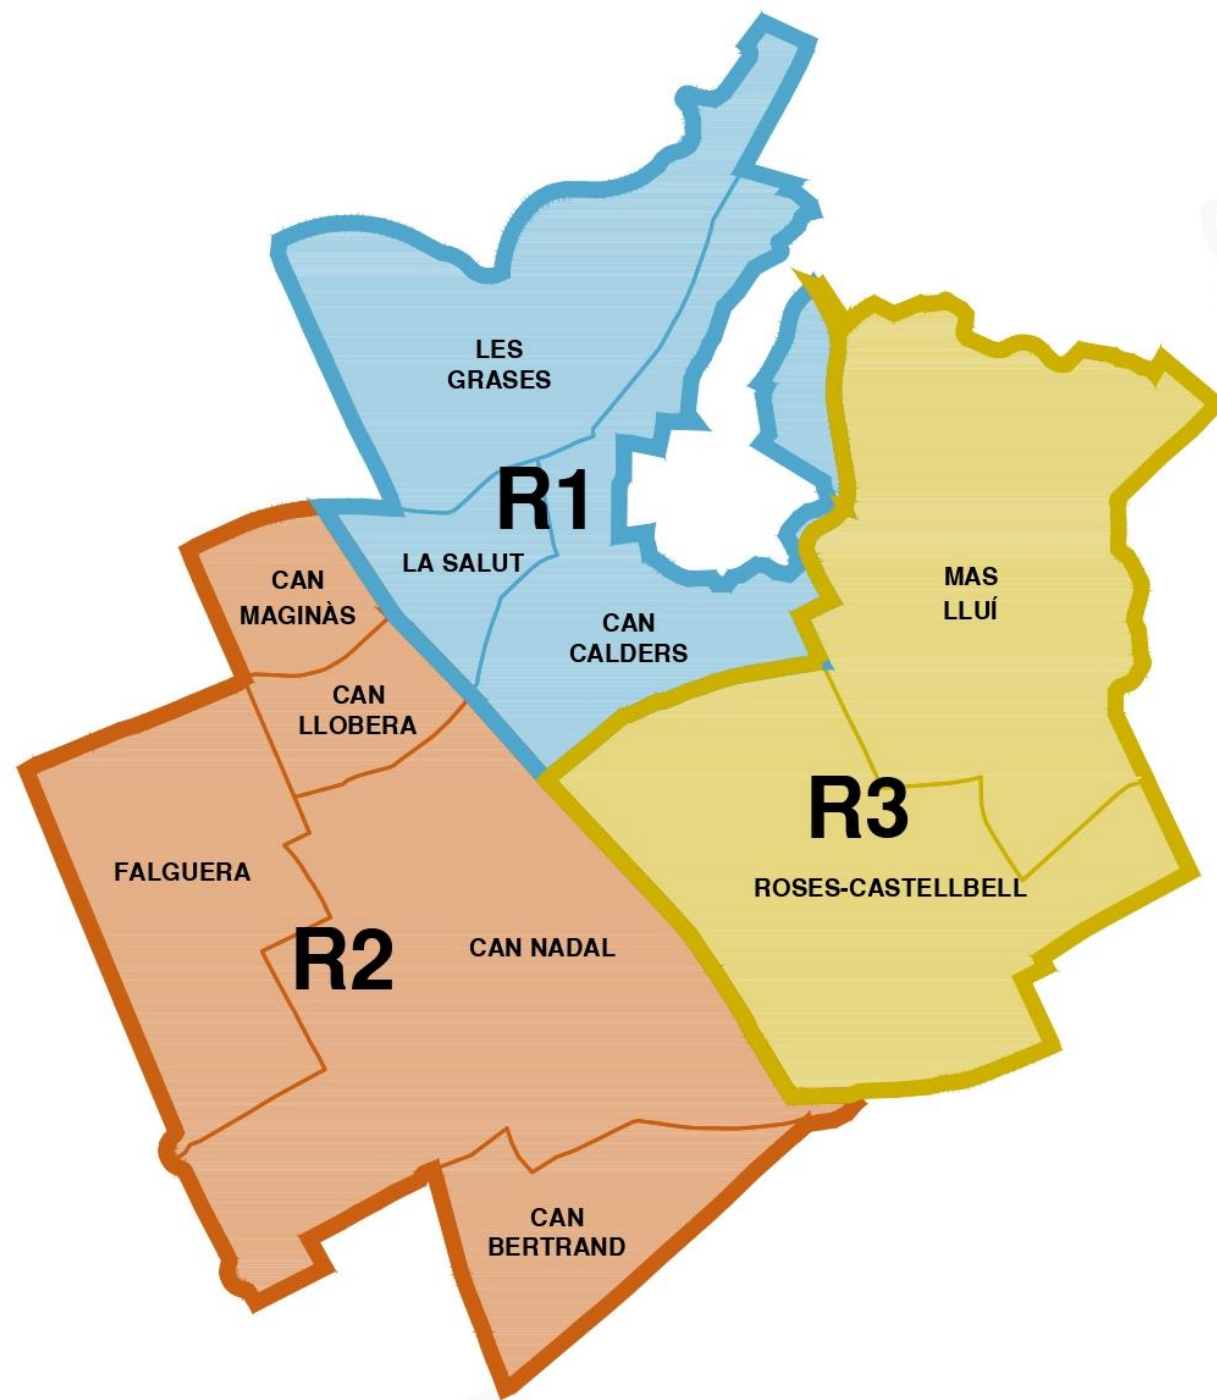 LES
GRASES
R1
LA SALUT
CAN
CALDERS
CAN
MAGINÀS
CAN
LLOBERA
MAS
LLUÍ
R3
ROSES-CASTELLBELL
FALGUERA
R2
CAN NADAL
CAN
BERTRAND